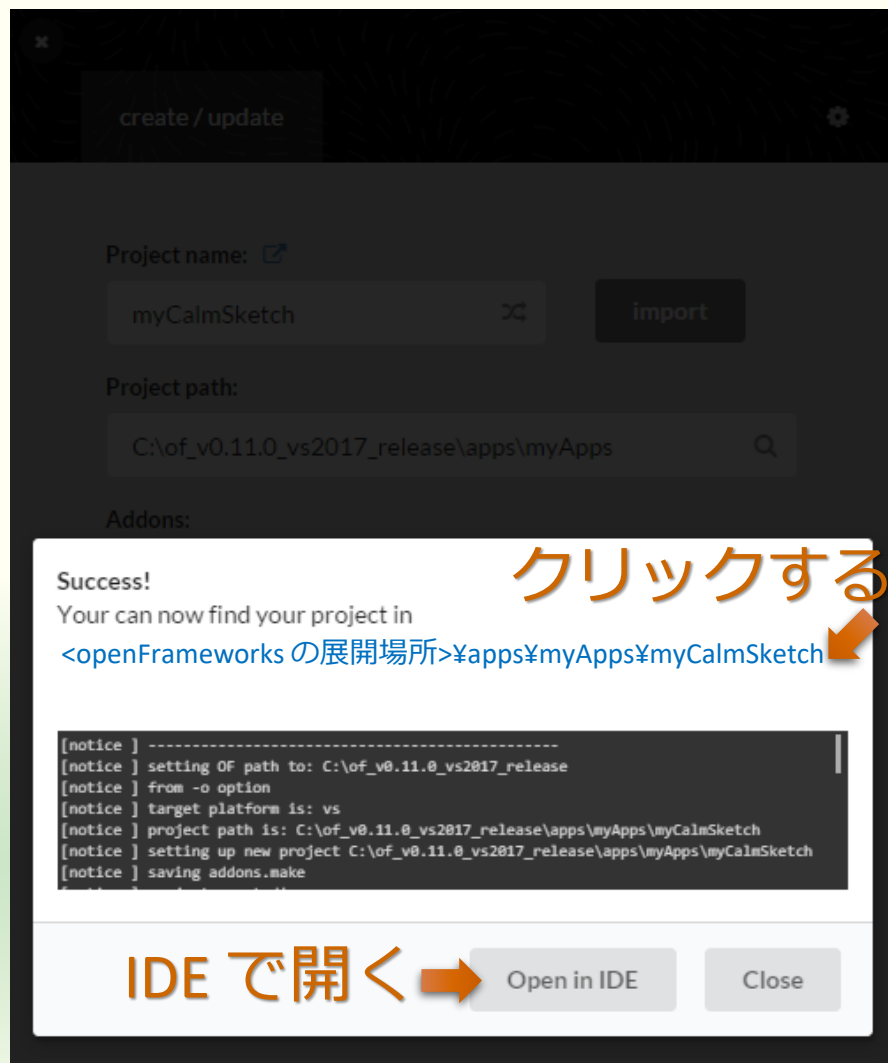 create / update
Project name:
myCalmSketch
import
Project path:
C:\of_v0.11.0_vs2017_release\apps\myApps
Addons:
クリックする
Success!
Your can now find your project in
<openFrameworks の展開場所>¥apps¥myApps¥myCalmSketch
[notice ] -----------------------------------------------
[notice ] setting OF path to: C:\of_v0.11.0_vs2017_release
[notice ] from -o option
[notice ] target platform is: vs
[notice ] project path is: C:\of_v0.11.0_vs2017_release\apps\myApps\myCalmSketch
[notice ] setting up new project C:\of_v0.11.0_vs2017_release\apps\myApps\myCalmSketch
[notice ] saving addons.make
IDE で開く
Open in IDE
Close